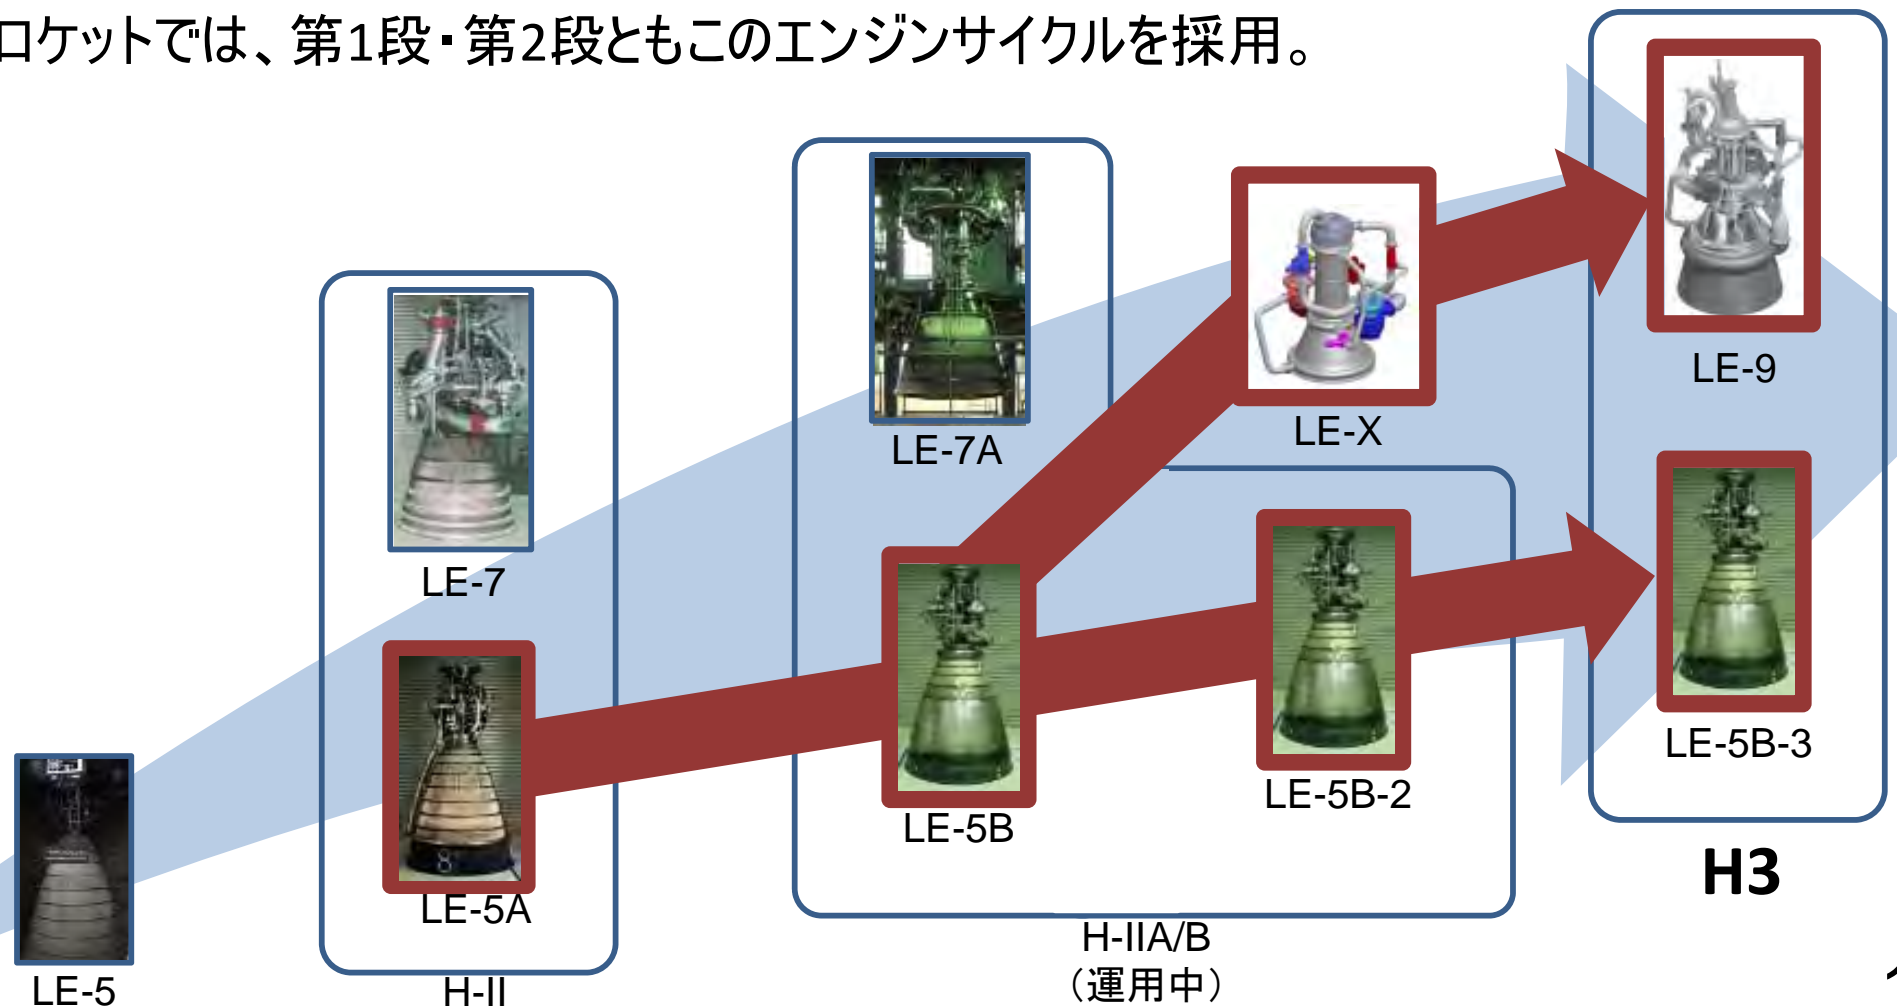 ロケットでは、第1段・第2段ともこのエンジンサイクルを採用。
LE-9
LE-7A
LE-X
LE-7
LE-5B-3
LE-5B-2
LE-5B
H3
LE-5A
H-IIA/B
（運用中）
LE-5
H-II
8